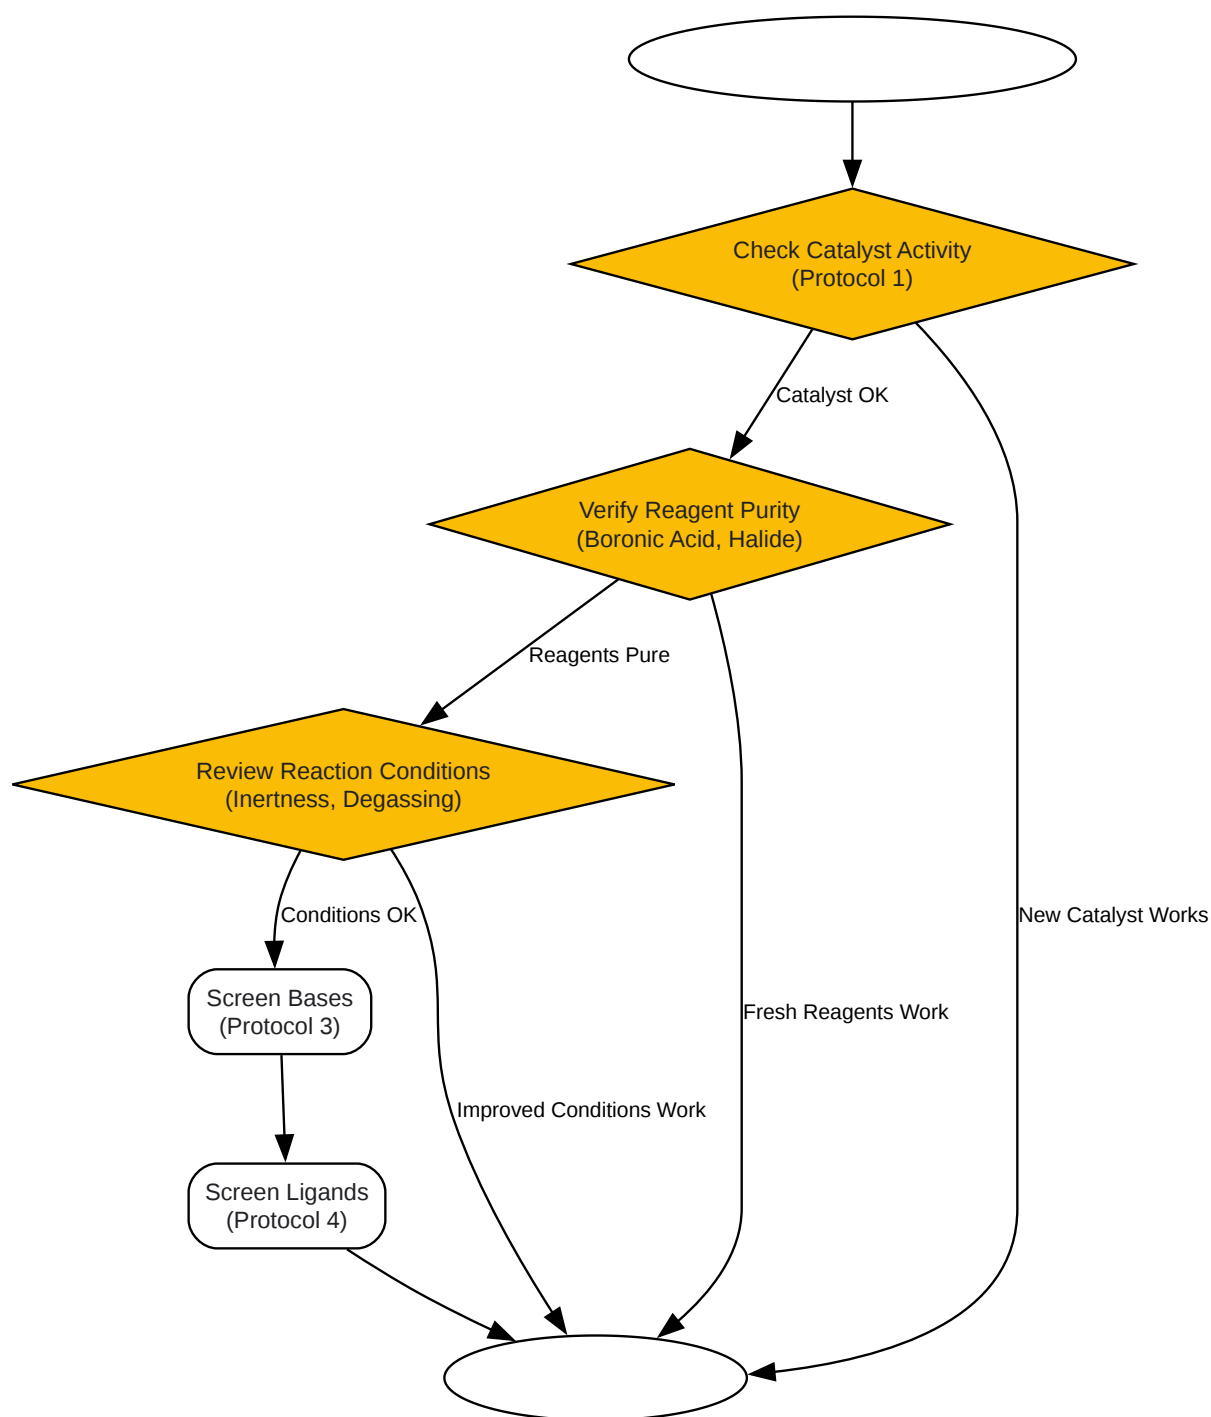 Check Catalyst Activity
(Protocol 1)
Catalyst OK
Verify Reagent Purity
(Boronic Acid, Halide)
Reagents Pure
Review Reaction Conditions
(Inertness, Degassing)
Conditions OK
New Catalyst Works
Screen Bases
(Protocol 3)
Fresh Reagents Work
Improved Conditions Work
Screen Ligands
(Protocol 4)